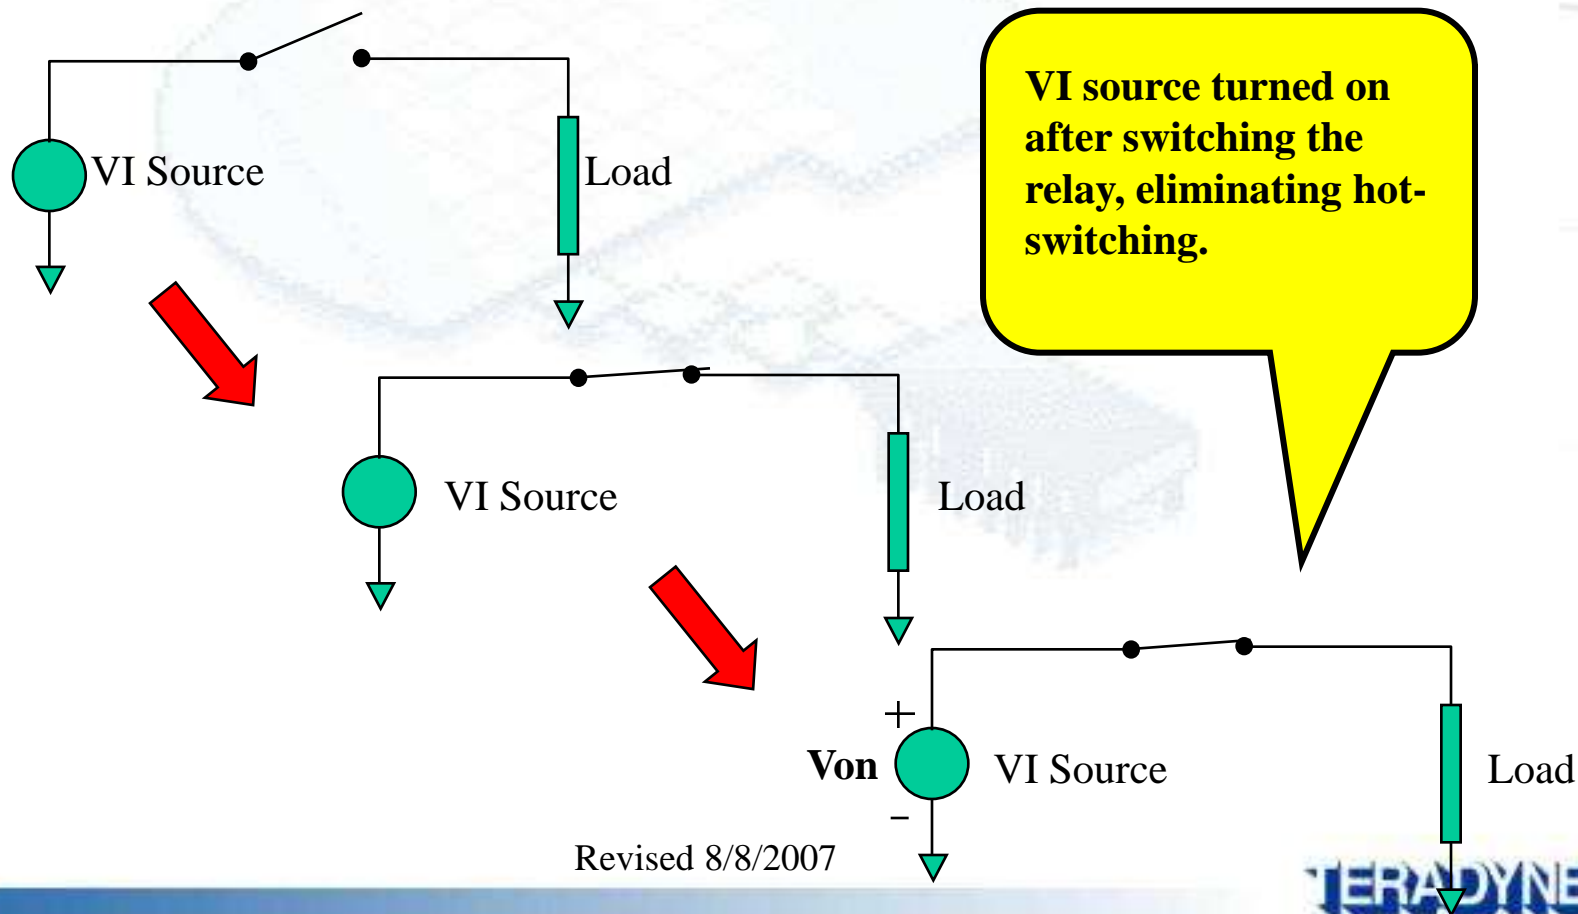 VI source turned on
after switching the
relay, eliminating hot-
switching.
VI Source
Load
VI Source
Load
+
Von
VI Source
Load
−
Revised 8/8/2007
TERADYNE